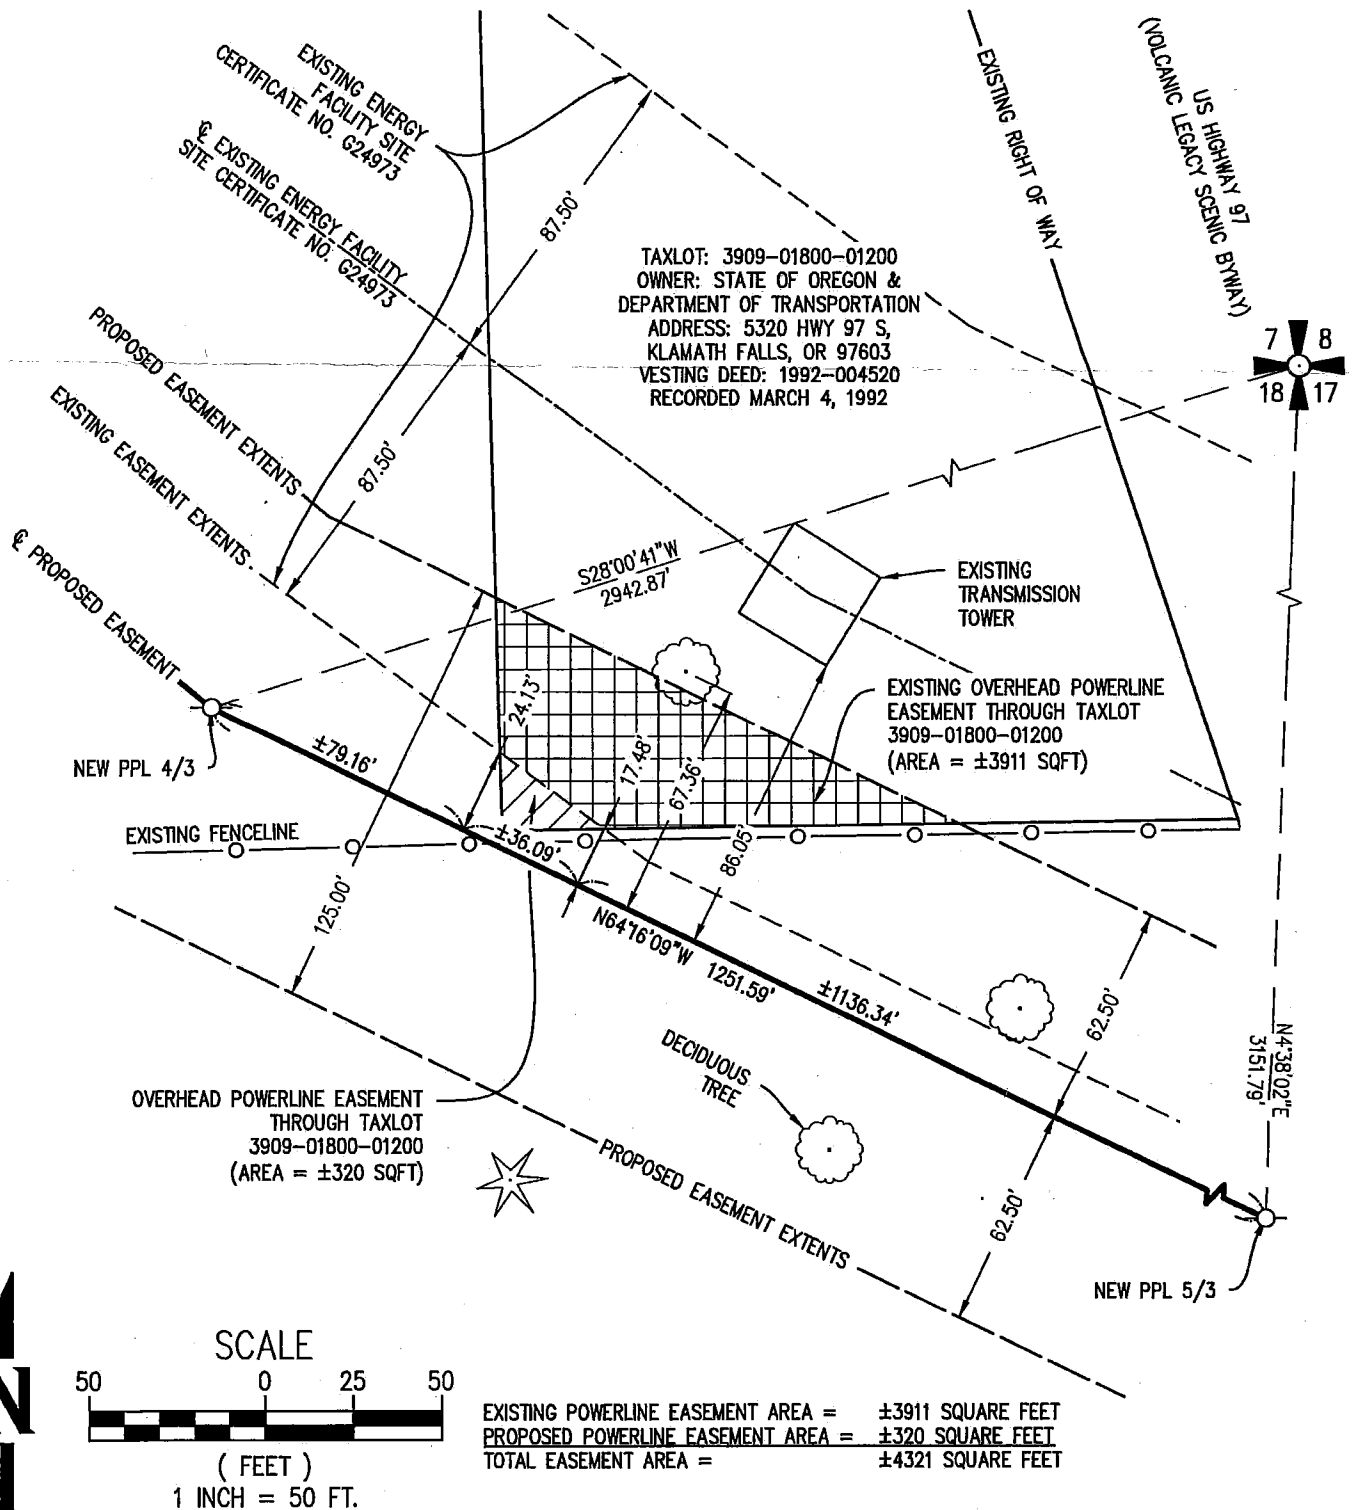 EXISTING ENERGY
FACILITY SITE
CERTIFICATE NO. G24973
℄ EXISTING ENERGY FACILITY
SITE CERTIFICATE NO. G24973
PROPOSED EASEMENT EXTENTS
EXISTING EASEMENT EXTENTS
℄ PROPOSED EASEMENT
87.50'
87.50'
TAXLOT: 3909-01800-01200
OWNER: STATE OF OREGON &
DEPARTMENT OF TRANSPORTATION
ADDRESS: 5320 HWY 97 S,
KLAMATH FALLS, OR 97603
VESTING DEED: 1992-004520
RECORDED MARCH 4, 1992
EXISTING RIGHT OF WAY
US HIGHWAY 97
(VOLCANIC LEGACY SCENIC BYWAY)
7 8
18 17
S28°00'41"W
2942.87'
EXISTING
TRANSMISSION
TOWER
EXISTING OVERHEAD POWERLINE
EASEMENT THROUGH TAXLOT
3909-01800-01200
(AREA = ±3911 SQFT)
NEW PPL 4/3
±79.16'
24.13'
17.48'
67.36'
86.05'
EXISTING FENCELINE
±36.09'
125.00'
N64°16'09"W 1251.59'
±1136.34'
62.50'
62.50'
N4°38'02"E
3151.79'
DECIDUOUS
TREE
OVERHEAD POWERLINE EASEMENT
THROUGH TAXLOT
3909-01800-01200
(AREA = ±320 SQFT)
PROPOSED EASEMENT EXTENTS
NEW PPL 5/3
SCALE
50 0 25 50
( FEET )
1 INCH = 50 FT.
EXISTING POWERLINE EASEMENT AREA = ±3911 SQUARE FEET
PROPOSED POWERLINE EASEMENT AREA = ±320 SQUARE FEET
TOTAL EASEMENT AREA = ±4321 SQUARE FEET